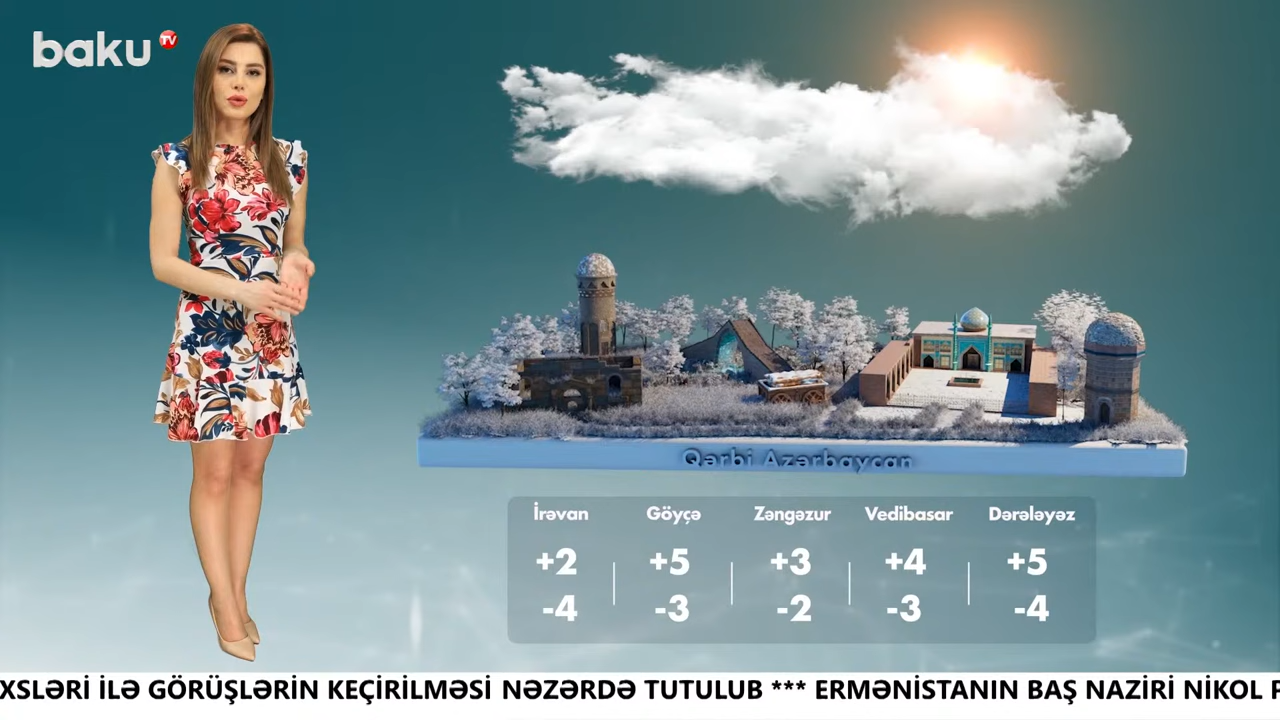 baku TV
Qərbi Azərbaycan
İrəvan Göyçə Zəngəzur Vedibasar Dərələyəz
+2 +5 +3 +4 +5
-4 -3 -2 -3 -4
XSLƏRİ İLƏ GÖRÜŞLƏRİN KEÇİRİLMƏSİ NƏZƏRDƏ TUTULUB *** ERMƏNİSTANIN BAŞ NAZİRİ NİKOL P